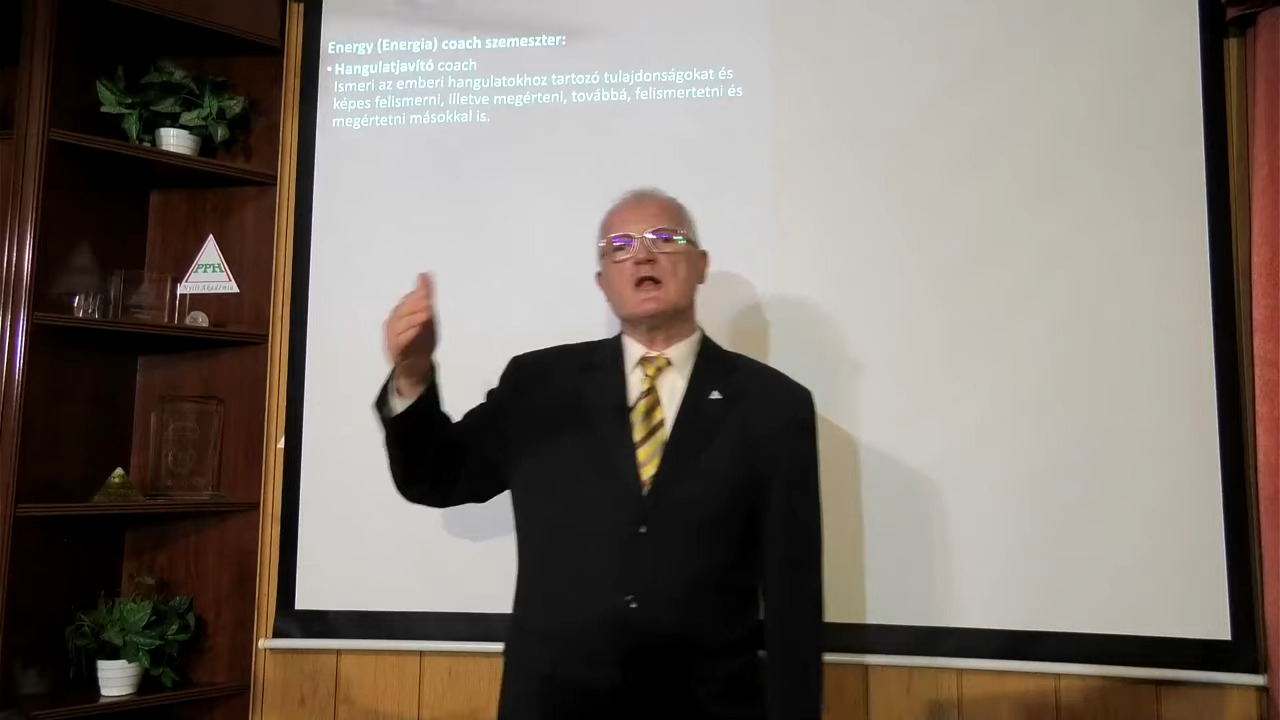 Energy (Energia) coach szemeszter:
• Hangulatjavító coach
Ismeri az emberi hangulatokhoz tartozó tulajdonságokat és
képes felismerni, illetve megérteni, továbbá, felismertetni és
megértetni másokkal is.
PPH
Nyílt Akadémia